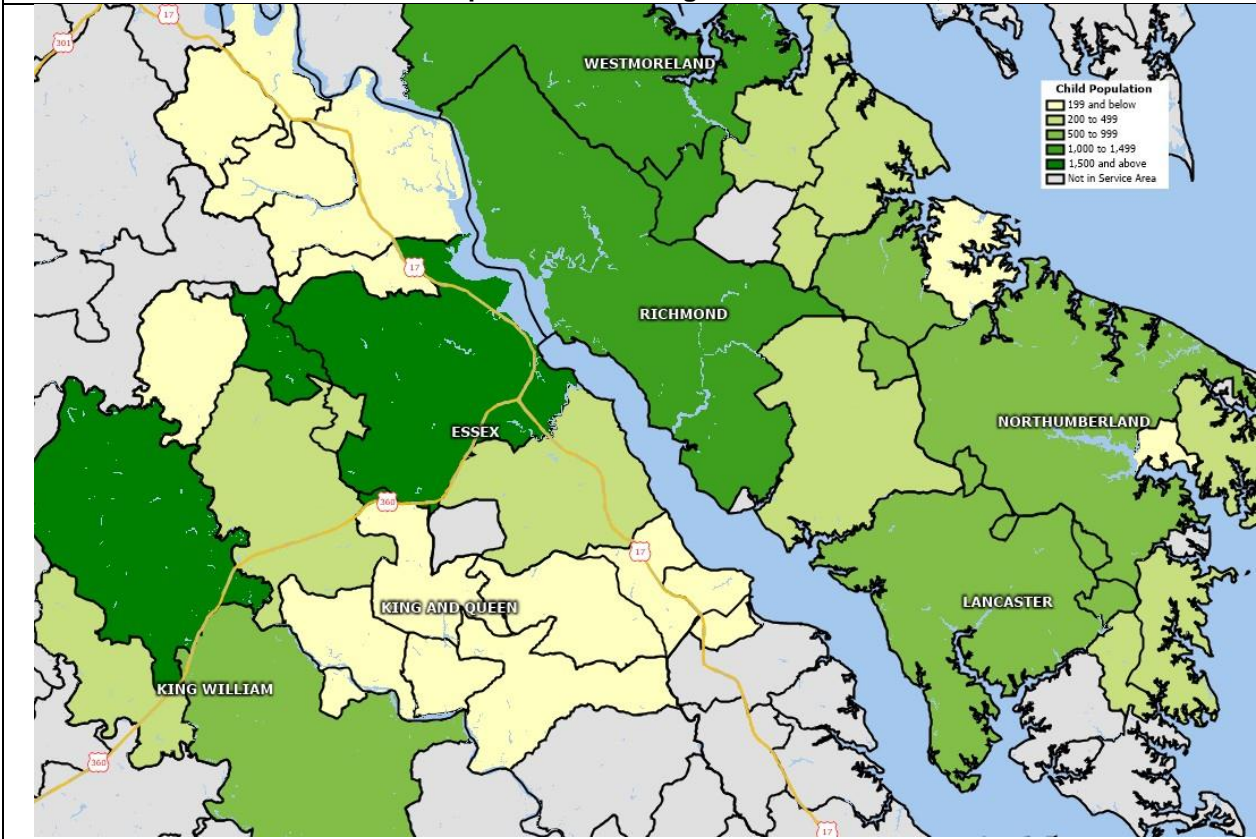 17
301
WESTMORELAND
Child Population
199 and below
200 to 499
500 to 999
1,000 to 1,499
1,500 and above
Not in Service Area
17
RICHMOND
NORTHUMBERLAND
ESSEX
360
17
KING AND QUEEN
LANCASTER
KING WILLIAM
360
17